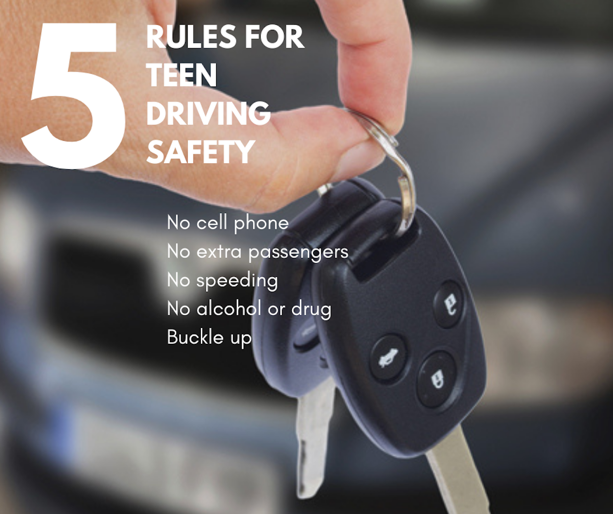 5 RULES FOR
TEEN
DRIVING
SAFETY
No cell phone
No extra passengers
No speeding
No alcohol or drug
Buckle up